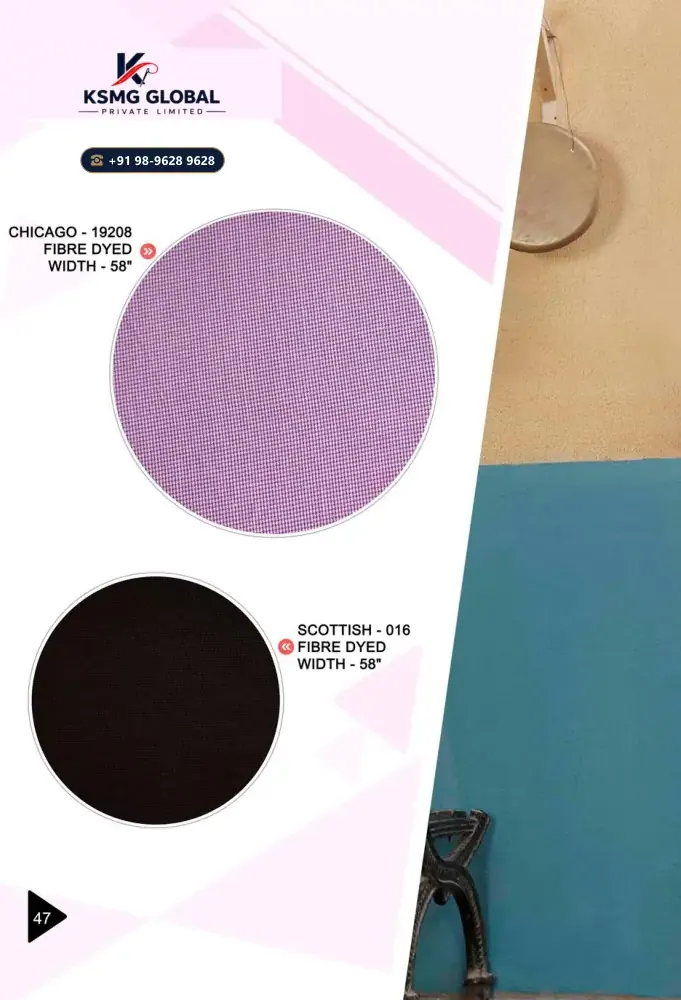 KSMG GLOBAL
PRIVATE LIMITED
+91 98-9628 9628
CHICAGO - 19208
FIBRE DYED
WIDTH - 58"
SCOTTISH - 016
FIBRE DYED
WIDTH - 58"
47